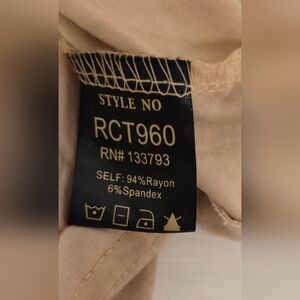 STYLE NO
RCT960
RN# 133793
SELF: 94%Rayon
6%Spandex